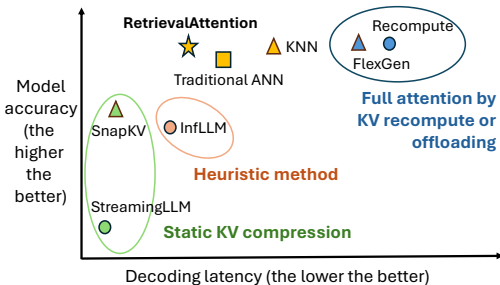 RetrievalAttention
Recompute
KNN
FlexGen
Traditional ANN
Model
accuracy
(the
higher
the
better)
Full attention by
KV recompute or
offloading
SnapKV
InfLLM
Heuristic method
StreamingLLM
Static KV compression
Decoding latency (the lower the better)